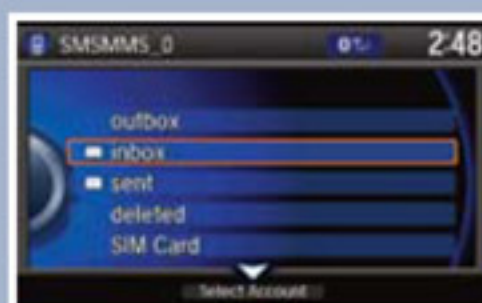 SMSMMS_0 2:48
outbox
inbox
sent
deleted
SIM Card
Select Account